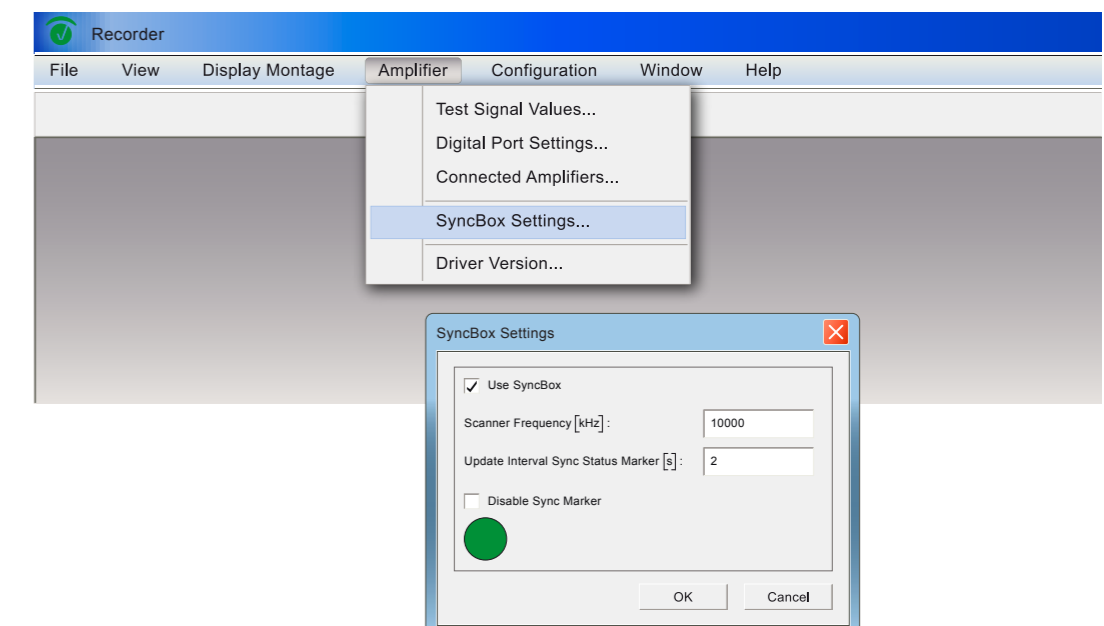 Recorder
File View Display Montage Amplifier Configuration Window Help
Test Signal Values...
Digital Port Settings...
Connected Amplifiers...
SyncBox Settings...
Driver Version...
SyncBox Settings
Use SyncBox
Scanner Frequency [kHz] : 10000
Update Interval Sync Status Marker [s] : 2
Disable Sync Marker
OK Cancel